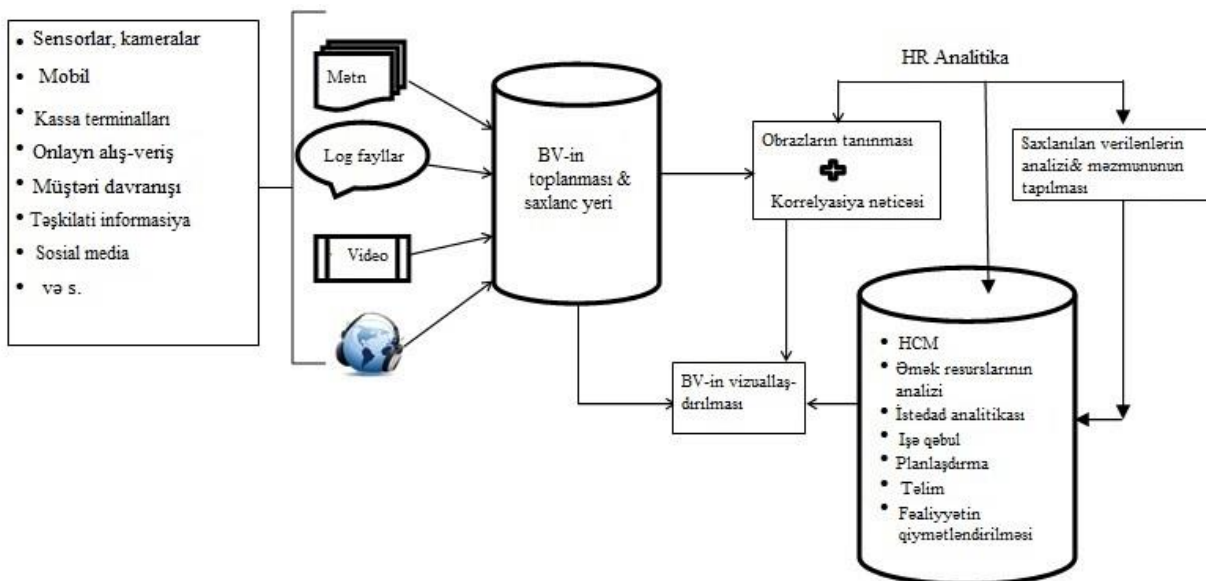 • Sensorlar, kameralar
• Mobil
• Kassa terminalları
• Onlayn alış-veriş
• Müştəri davranışı
• Təşkilati informasiya
• Sosial media
• və s.
Mətn
Log fayllar
Video
BV-in
toplanması &
saxlanc yeri
HR Analitika
Obrazların tanınması
Korrelyasiya nəticəsi
Saxlanılan verilənlərin
analizi& məzmununun
tapılması
BV-in vizuallaş-
dırılması
• HCM
• Əmək resurslarının
analizi
• İstedad analitikası
• Işə qəbul
• Planlaşdırma
• Təlim
• Fəaliyyətin
qiymətləndirilməsi